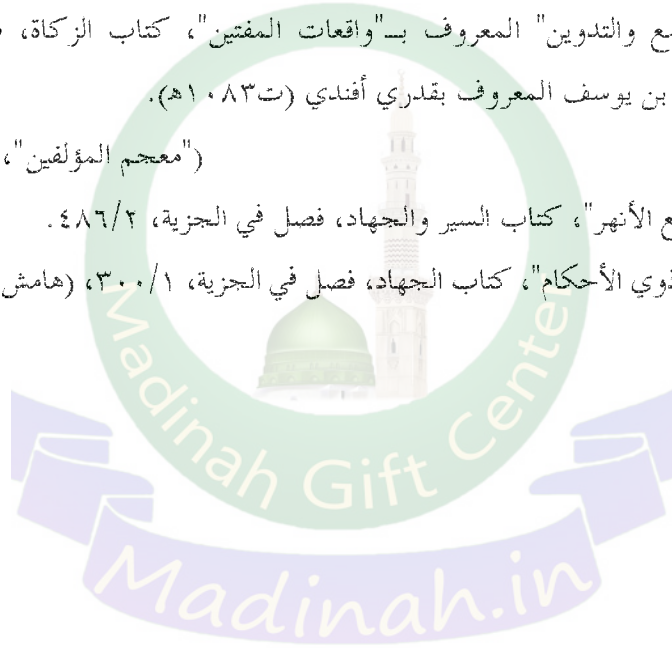 ع والتدوين" المعروف بـ"واقعات المفتين"، كتاب الزكاة،
بن يوسف المعروف بقدري أفندي (ت١٠٨٣ه).
("معجم المؤلفين"،
ع الأنهر"، كتاب السير والجهاد، فصل في الجزية، ٤٨٦/٢.
ذوي الأحكام"، كتاب الجهاد، فصل في الجزية، ٣٠٠/١، (هامش
Madinah Gift Center
Madinah.in